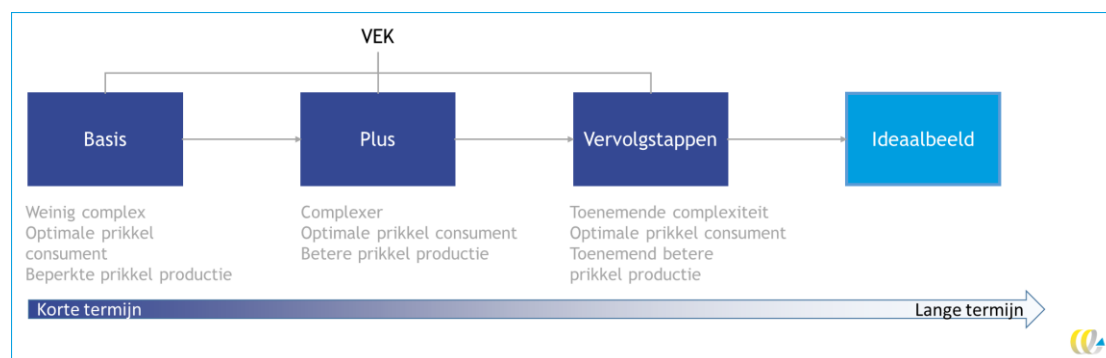 VEK
Basis
Plus
Vervolgstappen
Ideaalbeeld
Weinig complex
Optimale prikkel
consument
Beperkte prikkel productie
Complexer
Optimale prikkel consument
Betere prikkel productie
Toenemende complexiteit
Optimale prikkel consument
Toenemend betere
prikkel productie
Korte termijn
Lange termijn